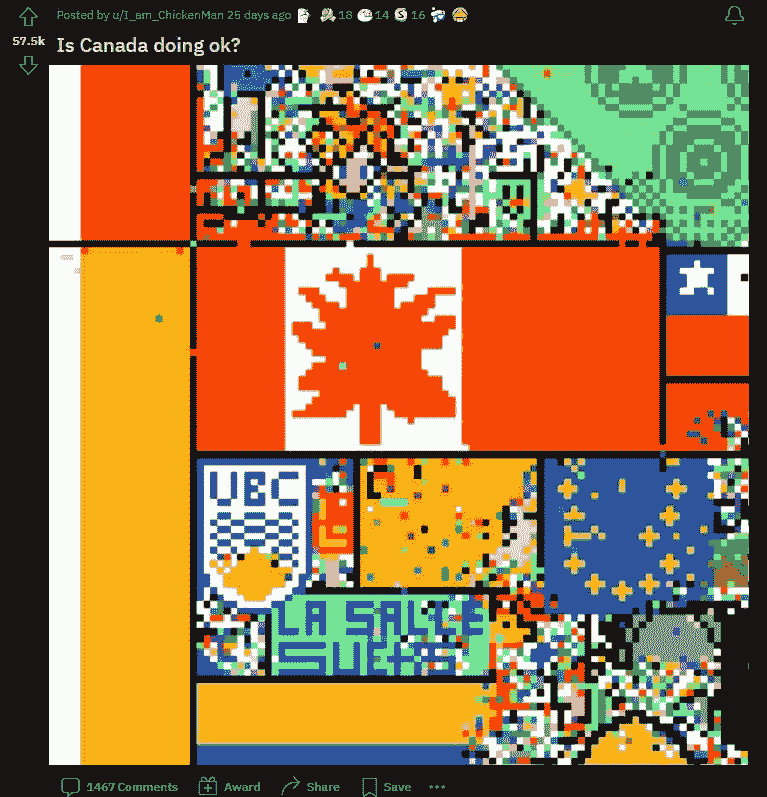 Posted by u/I_am_ChickenMan 25 days ago 18 14 16
57.5k
Is Canada doing ok?
UBC
LA SALLE
1467 Comments Award Share Save